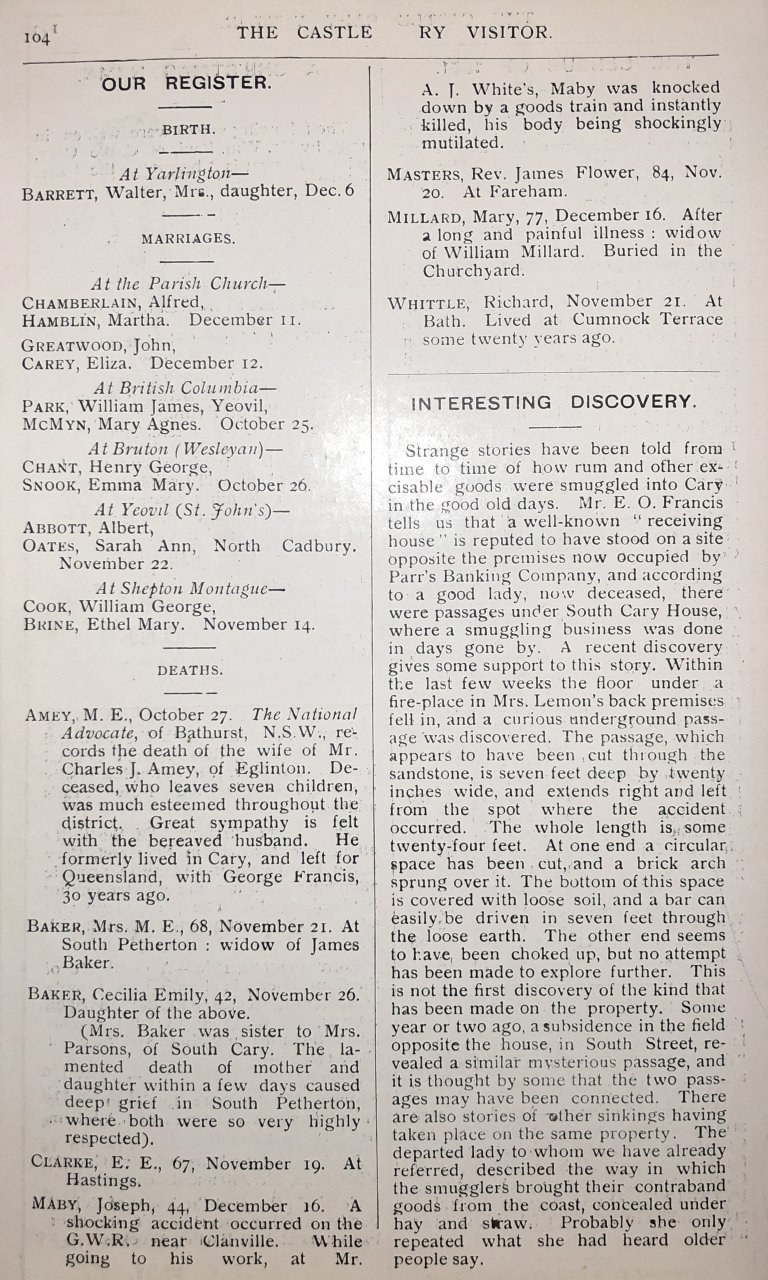 104
THE CASTLE RY VISITOR.
OUR REGISTER.
BIRTH.
At Yarlington—
BARRETT, Walter, Mrs., daughter, Dec. 6
MARRIAGES.
At the Parish Church—
CHAMBERLAIN, Alfred,
HAMBLIN, Martha. December 11.
GREATWOOD, John,
CAREY, Eliza. December 12.
At British Columbia—
PARK, William James, Yeovil,
MCMYN, Mary Agnes. October 25.
At Bruton (Wesleyan)—
CHANT, Henry George,
SNOOK, Emma Mary. October 26.
At Yeovil (St. John's)—
ABBOTT, Albert,
OATES, Sarah Ann, North Cadbury.
November 22.
At Shepton Montague—
COOK, William George,
BRINE, Ethel Mary. November 14.
DEATHS.
AMEY, M. E., October 27. The National
Advocate, of Bathurst, N.S.W., re-
cords the death of the wife of Mr.
Charles J. Amey, of Eglinton. De-
ceased, who leaves seven children,
was much esteemed throughout the
district. Great sympathy is felt
with the bereaved husband. He
formerly lived in Cary, and left for
Queensland, with George Francis,
30 years ago.
BAKER, Mrs. M. E., 68, November 21. At
South Petherton : widow of James
Baker.
BAKER, Cecilia Emily, 42, November 26.
Daughter of the above.
(Mrs. Baker was sister to Mrs.
Parsons, of South Cary. The la-
mented death of mother and
daughter within a few days caused
deep grief in South Petherton,
where both were so very highly
respected).
CLARKE, E. E., 67, November 19. At
Hastings.
MABY, Joseph, 44, December 16. A
shocking accident occurred on the
G.W.R. near Clanville. While
going to his work, at Mr.
A. J. White's, Maby was knocked
down by a goods train and instantly
killed, his body being shockingly
mutilated.
MASTERS, Rev. James Flower, 84, Nov.
20. At Fareham.
MILLARD, Mary, 77, December 16. After
a long and painful illness : widow
of William Millard. Buried in the
Churchyard.
WHITTLE, Richard, November 21. At
Bath. Lived at Cumnock Terrace
some twenty years ago.
INTERESTING DISCOVERY.
Strange stories have been told from
time to time of how rum and other ex-
cisable goods were smuggled into Cary
in the good old days. Mr. E. O. Francis
tells us that a well-known "receiving
house" is reputed to have stood on a site
opposite the premises now occupied by
Parr's Banking Company, and according
to a good lady, now deceased, there
were passages under South Cary House,
where a smuggling business was done
in days gone by. A recent discovery
gives some support to this story. Within
the last few weeks the floor under a
fire-place in Mrs. Lemon's back premises
fell in, and a curious underground pass-
age was discovered. The passage, which
appears to have been cut through the
sandstone, is seven feet deep by twenty
inches wide, and extends right and left
from the spot where the accident
occurred. The whole length is some
twenty-four feet. At one end a circular
space has been cut, and a brick arch
sprung over it. The bottom of this space
is covered with loose soil, and a bar can
easily be driven in seven feet through
the loose earth. The other end seems
to have been choked up, but no attempt
has been made to explore further. This
is not the first discovery of the kind that
has been made on the property. Some
year or two ago, a subsidence in the field
opposite the house, in South Street, re-
vealed a similar mysterious passage, and
it is thought by some that the two pass-
ages may have been connected. There
are also stories of other sinkings having
taken place on the same property. The
departed lady to whom we have already
referred, described the way in which
the smugglers brought their contraband
goods from the coast, concealed under
hay and straw. Probably she only
repeated what she had heard older
people say.